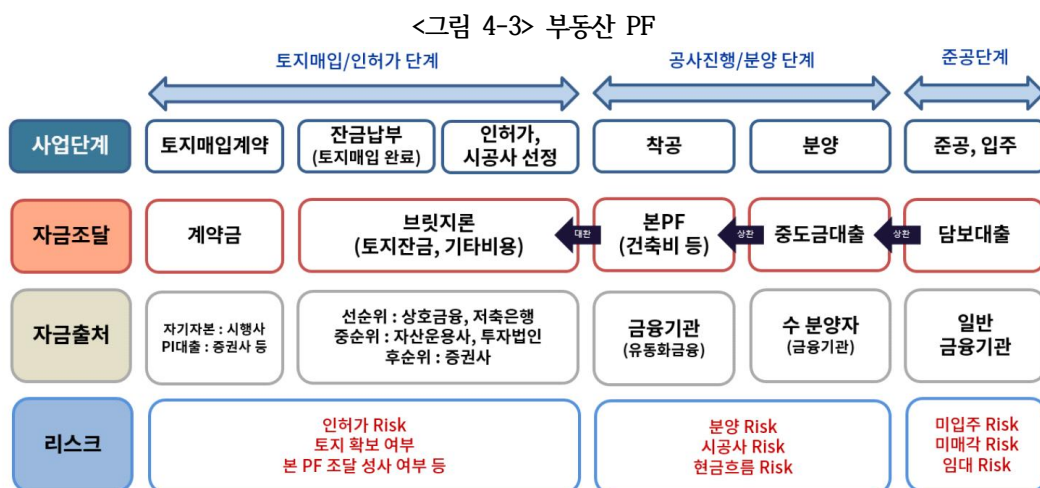 <그림 4-3> 부동산 PF
토지매입/인허가 단계
공사진행/분양 단계
준공단계
사업단계
토지매입계약
잔금납부
(토지매입 완료)
인허가,
시공사 선정
착공
분양
준공, 입주
자금조달
계약금
브릿지론
(토지잔금, 기타비용)
대환
본PF
(건축비 등)
상환
중도금대출
상환
담보대출
자금출처
자기자본 : 시행사
PI대출 : 증권사 등
선순위 : 상호금융, 저축은행
중순위 : 자산운용사, 투자법인
후순위 : 증권사
금융기관
(유동화금융)
수 분양자
(금융기관)
일반
금융기관
리스크
인허가 Risk
토지 확보 여부
본 PF 조달 성사 여부 등
분양 Risk
시공사 Risk
현금흐름 Risk
미입주 Risk
미매각 Risk
임대 Risk